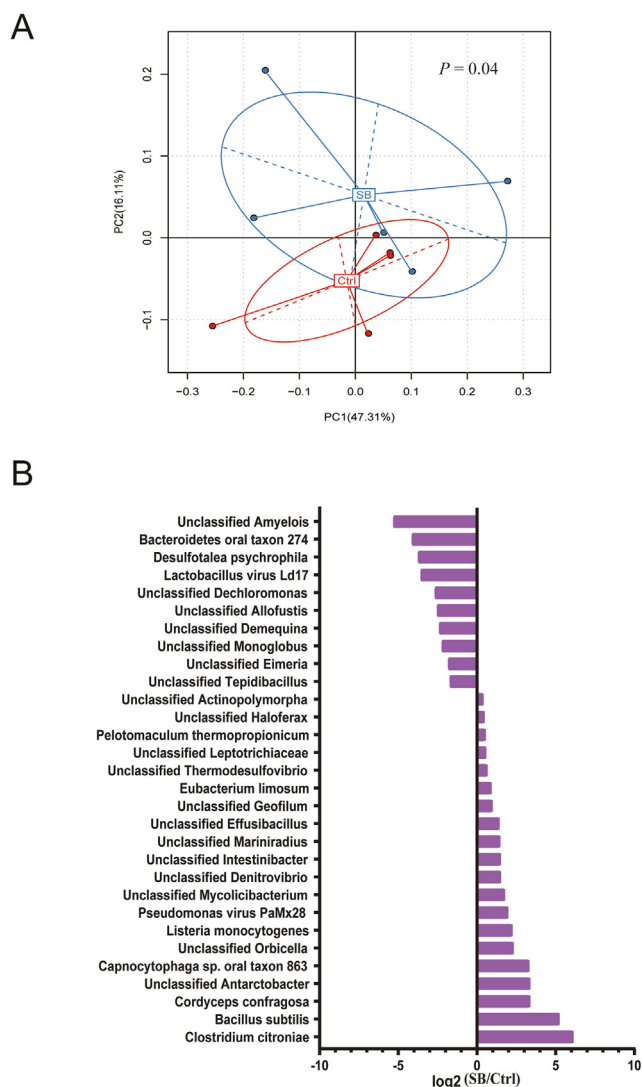 A
P = 0.04
SB
Ctrl
PC2(16.11%)
0.2
0.1
0.0
−0.1
−0.3
−0.2
−0.1
0.0
0.1
0.2
0.3
PC1(47.31%)
B
Unclassified Amyelois
Bacteroidetes oral taxon 274
Desulfotalea psychrophila
Lactobacillus virus Ld17
Unclassified Dechloromonas
Unclassified Allofustis
Unclassified Demequina
Unclassified Monoglobus
Unclassified Eimeria
Unclassified Tepidibacillus
Unclassified Actinopolymorpha
Unclassified Haloferax
Pelotomaculum thermopropionicum
Unclassified Leptotrichiaceae
Unclassified Thermodesulfovibrio
Eubacterium limosum
Unclassified Geofilum
Unclassified Effusibacillus
Unclassified Mariniradius
Unclassified Intestinibacter
Unclassified Denitrovibrio
Unclassified Mycolicibacterium
Pseudomonas virus PaMx28
Listeria monocytogenes
Unclassified Orbicella
Capnocytophaga sp. oral taxon 863
Unclassified Antarctobacter
Cordyceps confragosa
Bacillus subtilis
Clostridium citroniae
-10
-5
0
5
10
log2 (SB/Ctrl)